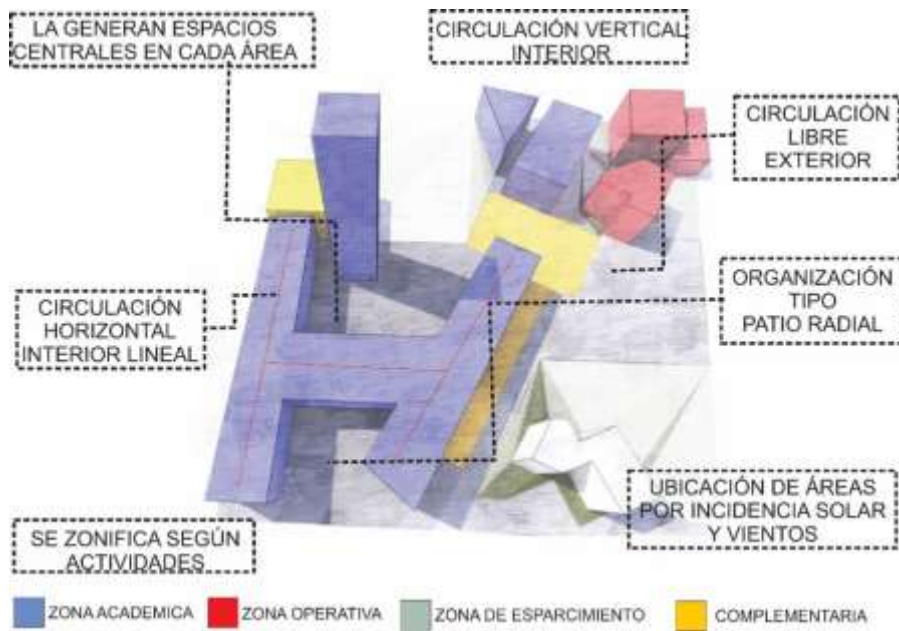 LA GENERAN ESPACIOS
CENTRALES EN CADA ÁREA
CIRCULACIÓN VERTICAL
INTERIOR
CIRCULACIÓN
LIBRE
EXTERIOR
CIRCULACIÓN
HORIZONTAL
INTERIOR LINEAL
ORGANIZACIÓN
TIPO
PATIO RADIAL
SE ZONIFICA SEGÚN
ACTIVIDADES
UBICACIÓN DE ÁREAS
POR INCIDENCIA SOLAR
Y VIENTOS
ZONA ACADEMICA
ZONA OPERATIVA
ZONA DE ESPARCIMIENTO
COMPLEMENTARIA